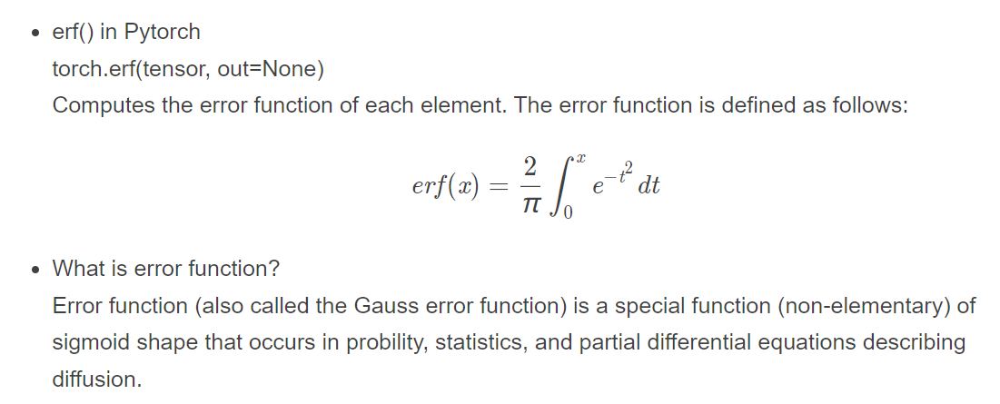 • erf() in Pytorch
torch.erf(tensor, out=None)
Computes the error function of each element. The error function is defined as follows:
erf(x) = \frac{2}{π} \int_0^x e^{-t^2} dt
• What is error function?
Error function (also called the Gauss error function) is a special function (non-elementary) of
sigmoid shape that occurs in probility, statistics, and partial differential equations describing
diffusion.